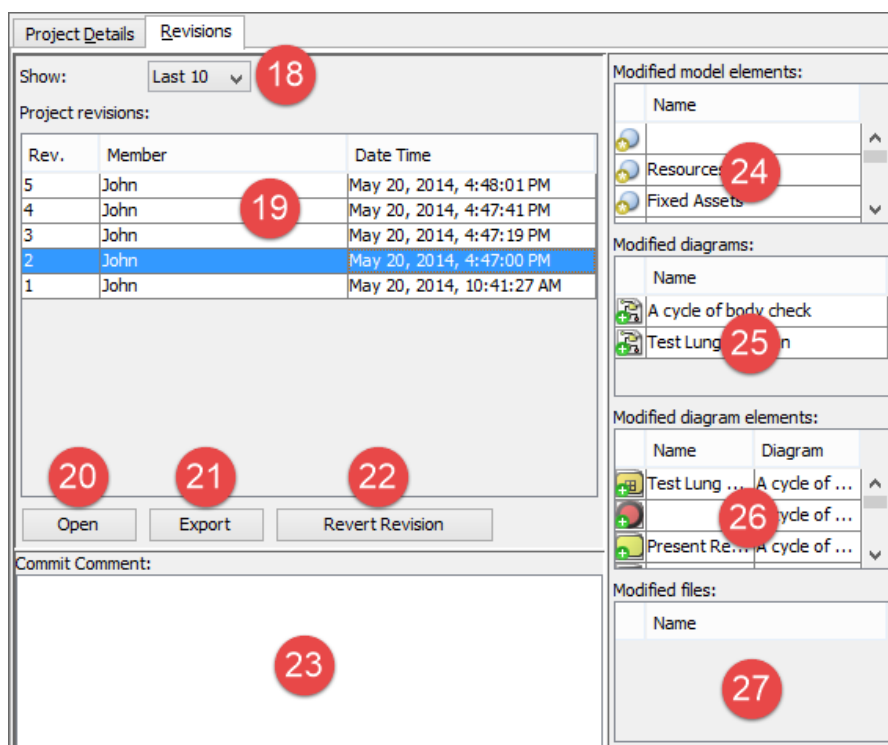 Project Details Revisions
Show: Last 10 18
Project revisions:
Rev. Member Date Time
5 John May 20, 2014, 4:48:01 PM
4 John May 20, 2014, 4:47:41 PM
19
3 John May 20, 2014, 4:47:19 PM
2 John May 20, 2014, 4:47:00 PM
1 John May 20, 2014, 10:41:27 AM
20 21 22
Open Export Revert Revision
Commit Comment:
23
Modified model elements:
Name
Resources
24
Fixed Assets
Modified diagrams:
Name
A cycle of body check
Test Lung
25
Modified diagram elements:
Name Diagram
Test Lung ... A cycle of ...
26 cycle of ...
Present Re... A cycle of ...
Modified files:
Name
27